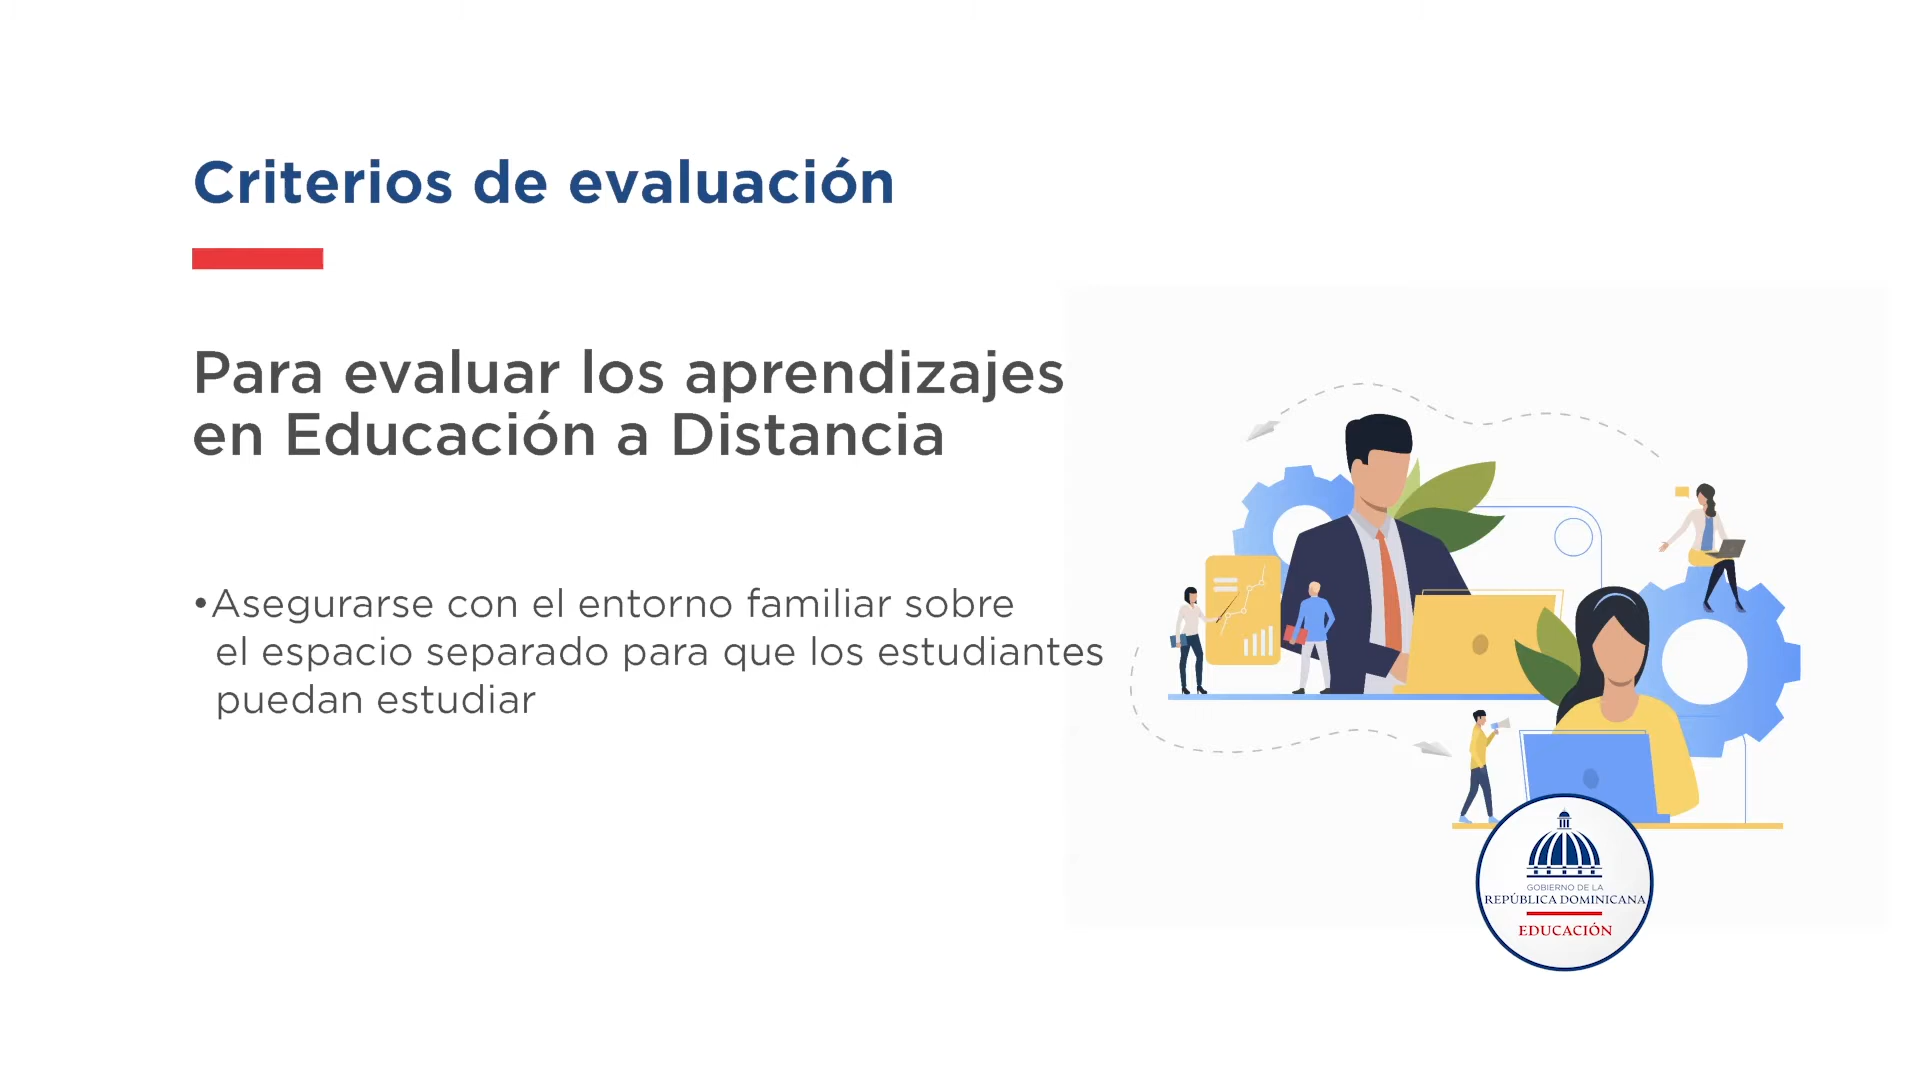 Criterios de evaluación
Para evaluar los aprendizajes
en Educación a Distancia
•Asegurarse con el entorno familiar sobre
el espacio separado para que los estudiantes
puedan estudiar
GOBIERNO DE LA
REPÚBLICA DOMINICANA
EDUCACIÓN